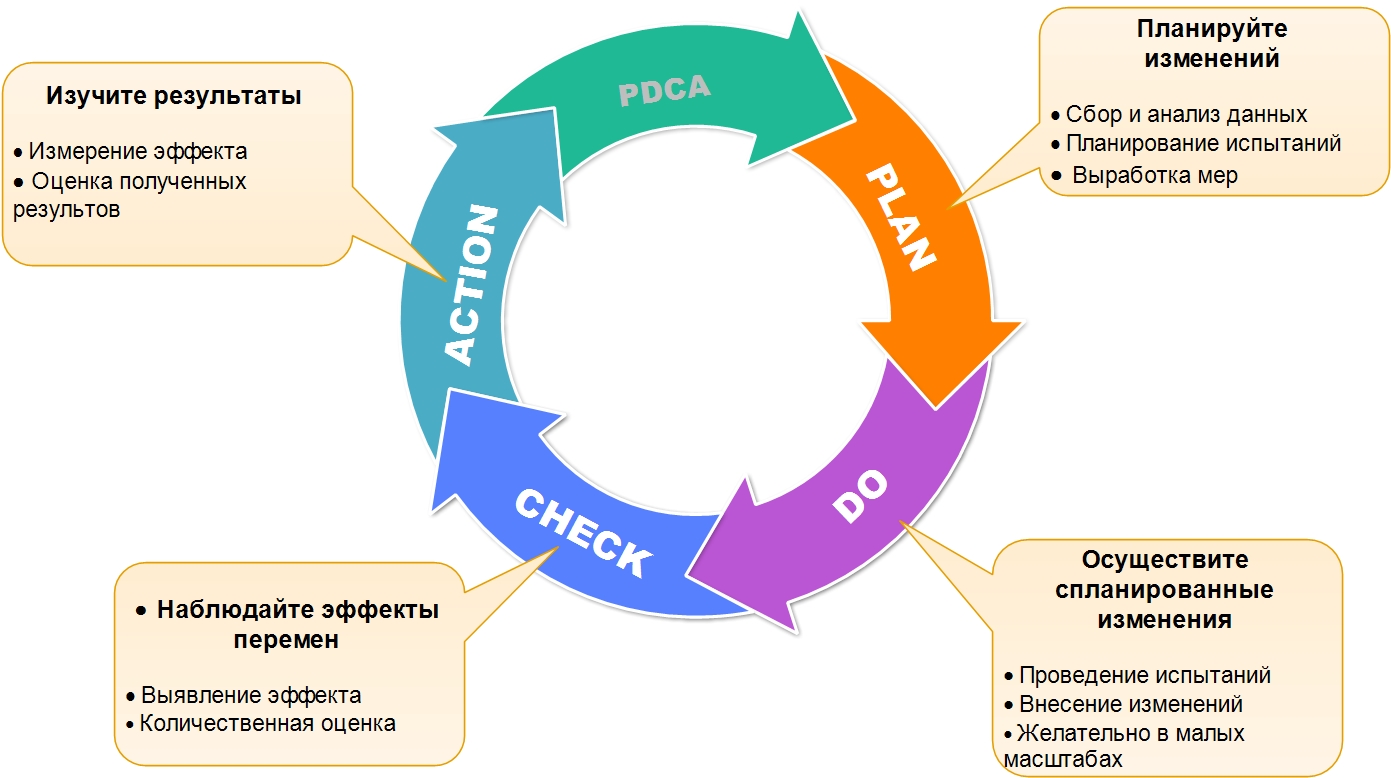 PDCA
Планируйте
изменений
• Сбор и анализ данных
• Планирование испытаний
• Выработка мер
PLAN
Изучите результаты
• Измерение эффекта
• Оценка полученных
результов
ACTION
DO
CHECK
Осуществите
спланированные
изменения
• Проведение испытаний
• Внесение изменений
• Желательно в малых
масштабах
• Наблюдайте эффекты
перемен
• Выявление эффекта
• Количественная оценка